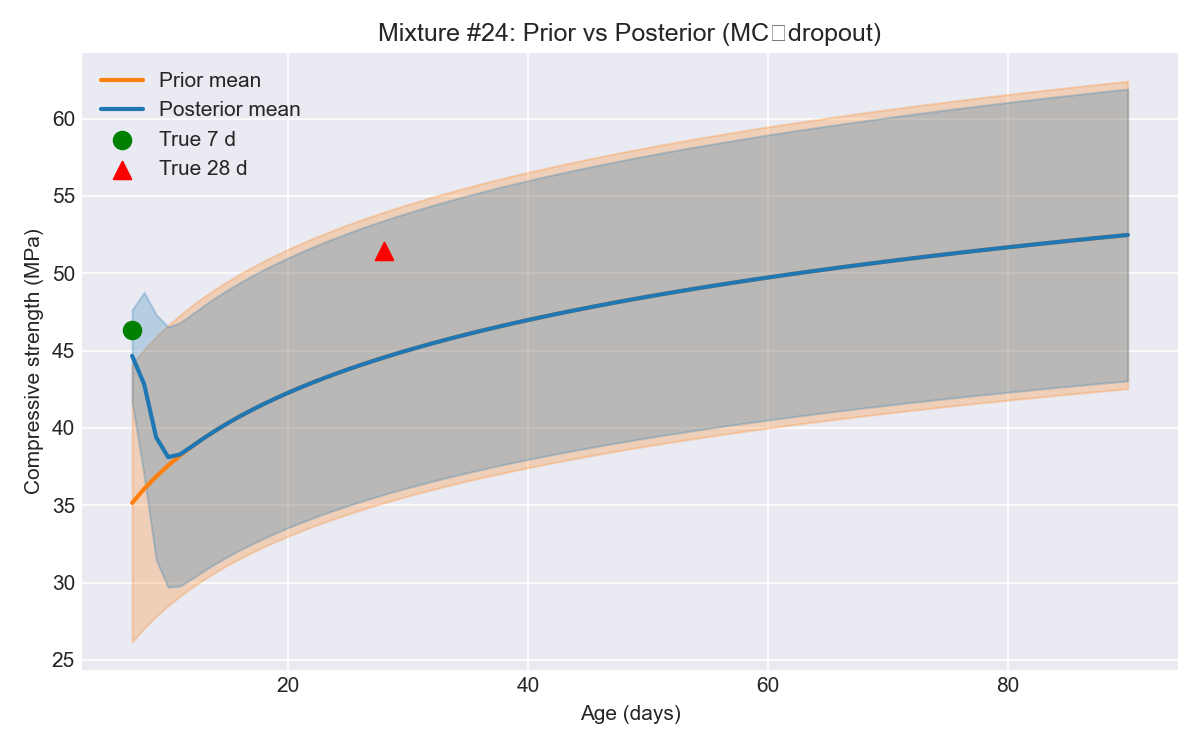 Mixture #24: Prior vs Posterior (MC□dropout)
Prior mean
Posterior mean
True 7 d
True 28 d
Compressive strength (MPa)
60
55
50
45
40
35
30
25
20
40
60
80
Age (days)